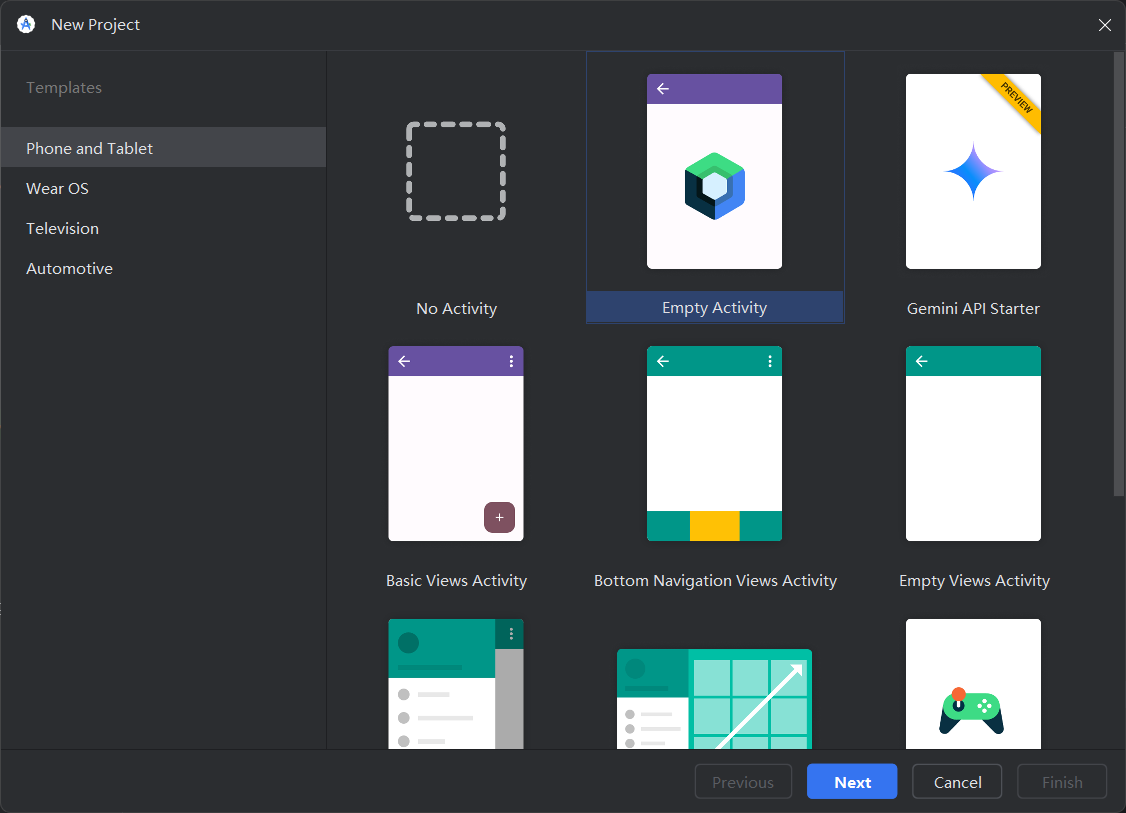 New Project
Templates
Phone and Tablet
Wear OS
Television
Automotive
PREVIEW
No Activity
Empty Activity
Gemini API Starter
Basic Views Activity
Bottom Navigation Views Activity
Empty Views Activity
Previous
Next
Cancel
Finish